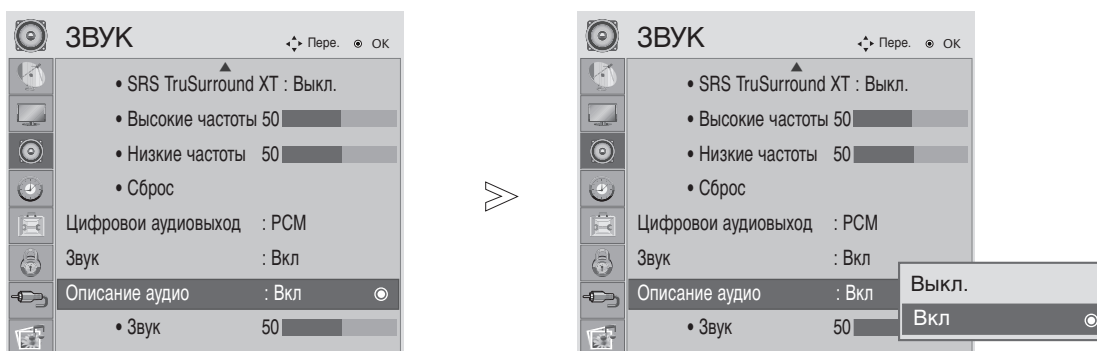 ЗВУК Пере. ОК
• SRS TruSurround XT : Выкл.
• Высокие частоты 50
• Низкие частоты 50
• Сброс
Цифровои аудиовыход : PCM
Звук : Вкл
Описание аудио : Вкл
• Звук 50
ЗВУК Пере. ОК
• SRS TruSurround XT : Выкл.
• Высокие частоты 50
• Низкие частоты 50
• Сброс
Цифровои аудиовыход : PCM
Звук : Вкл
Описание аудио : Вкл
• Звук 50
Выкл.
Вкл